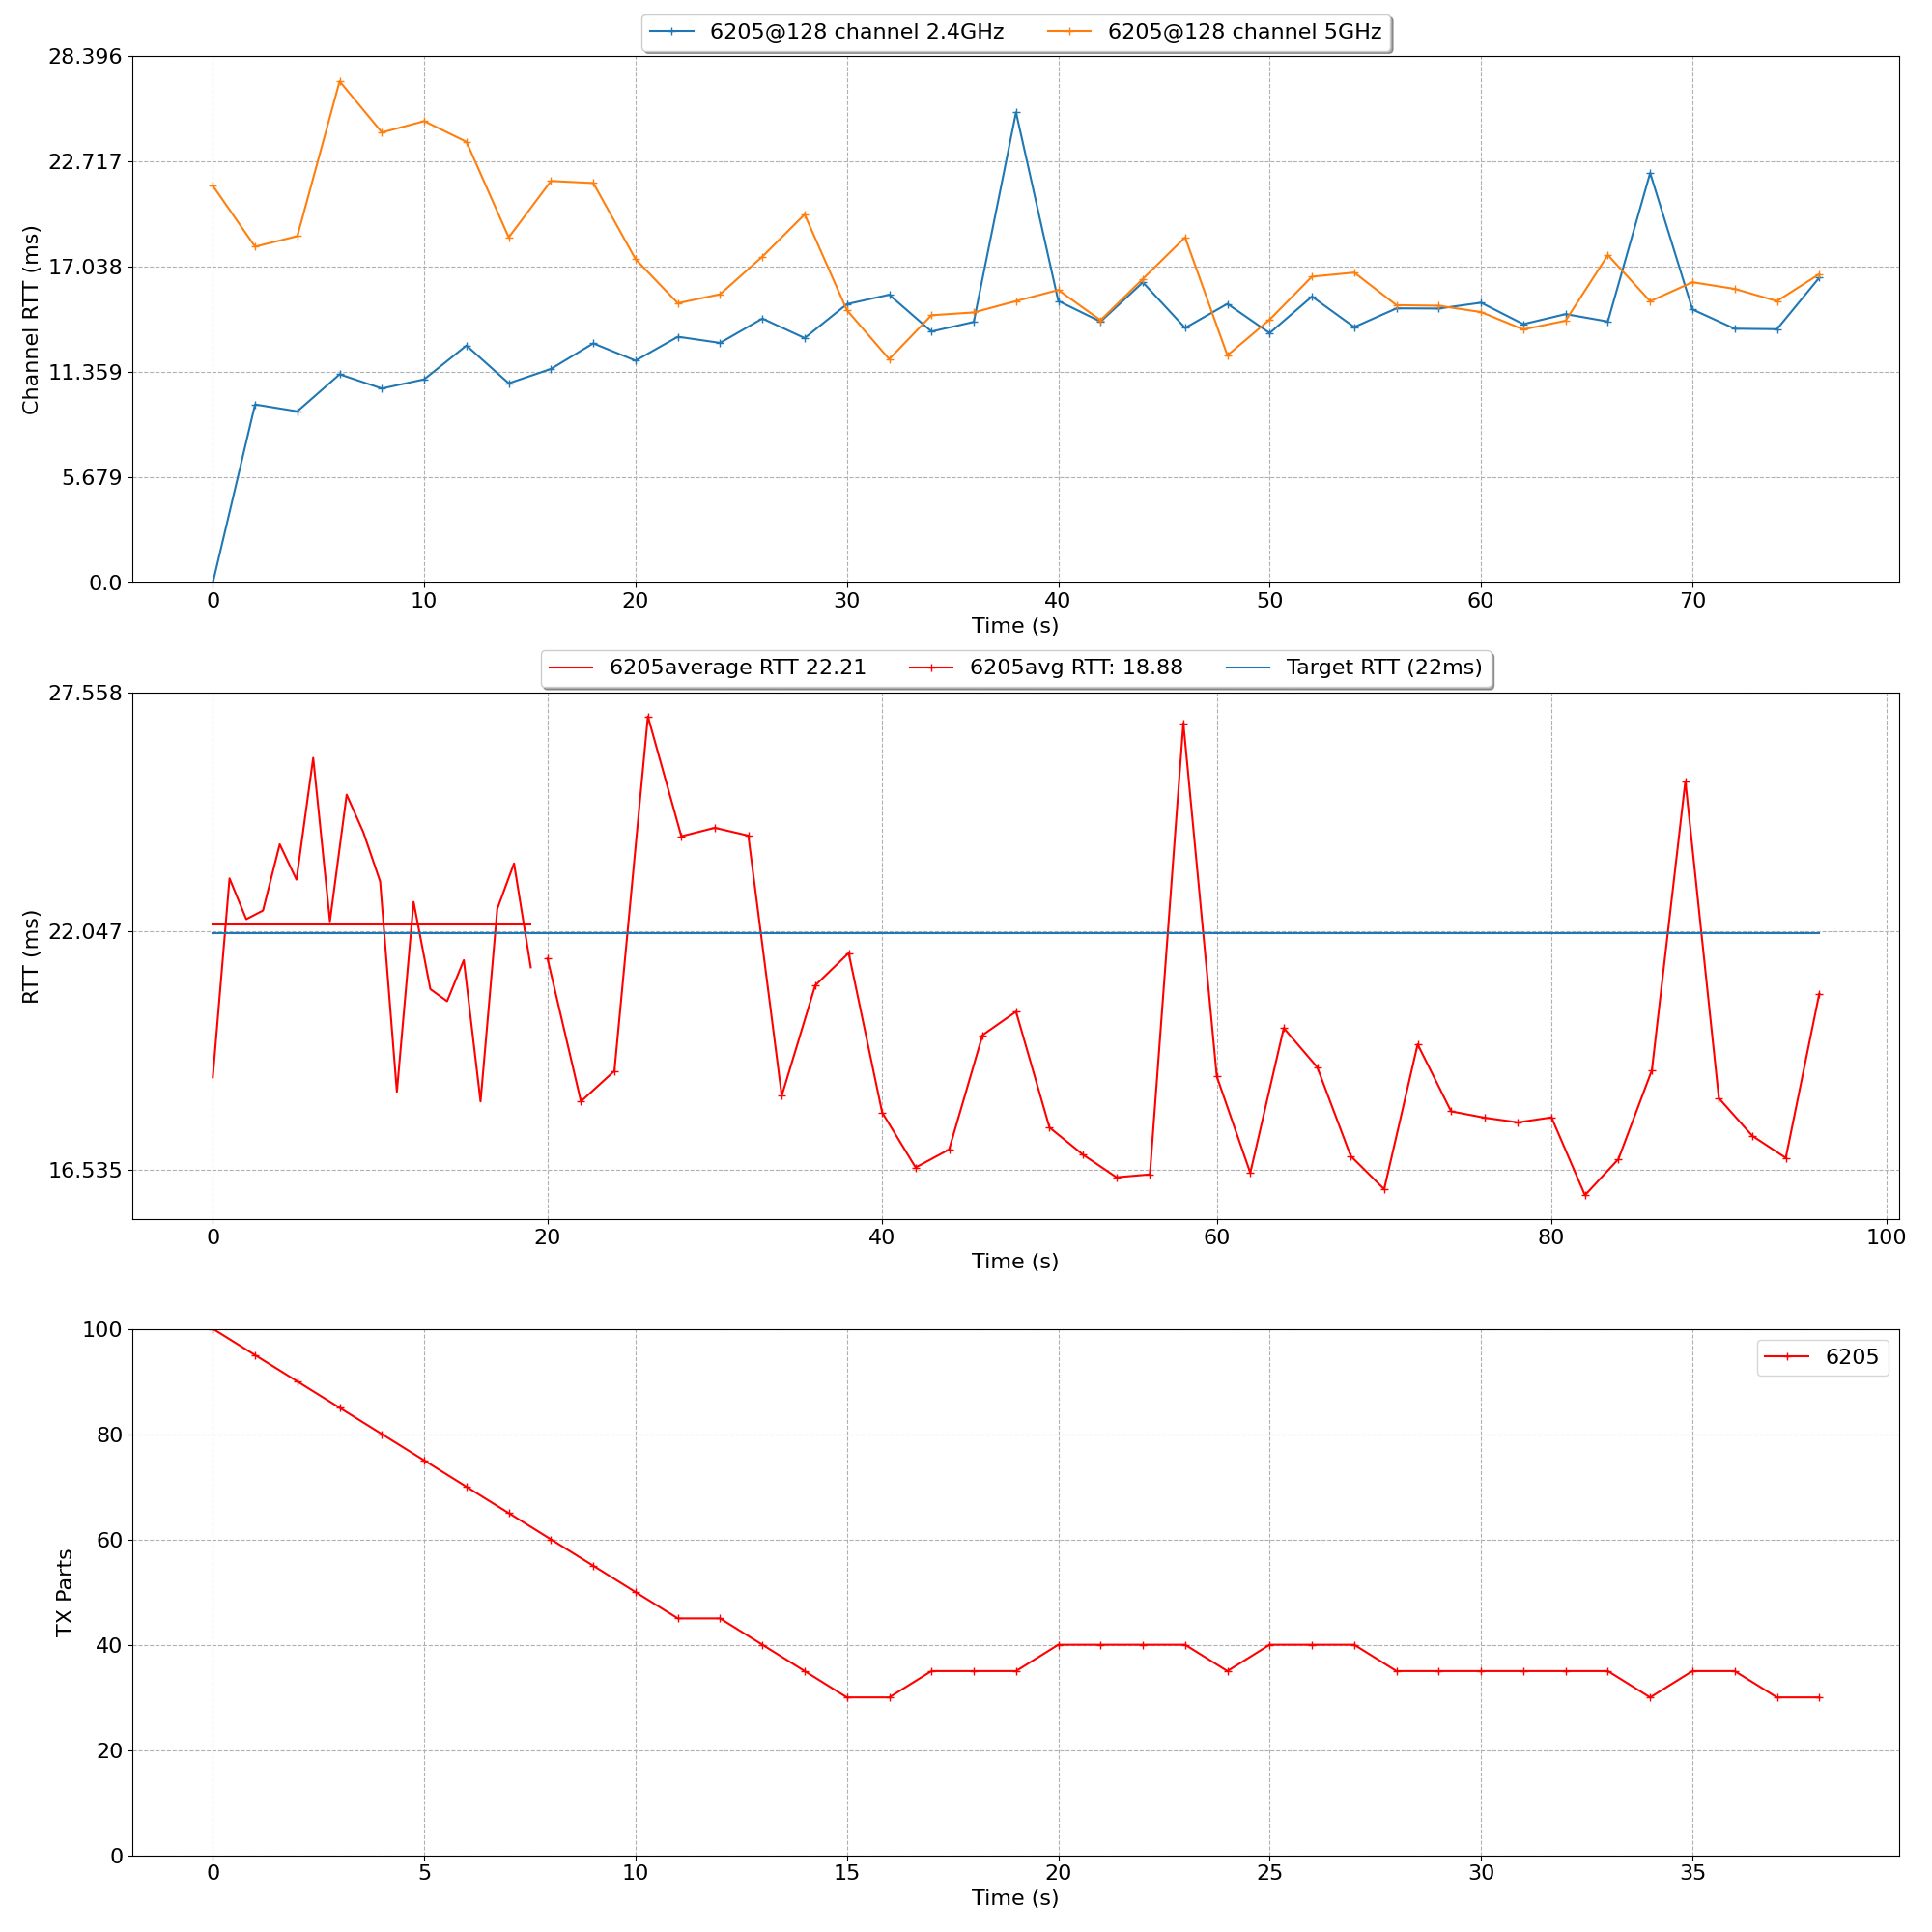 6205@128 channel 2.4GHz 6205@128 channel 5GHz
28.396
22.717
17.038
11.359
5.679
0.0
Channel RTT (ms)
0 10 20 30 40 50 60 70
Time (s)
6205average RTT 22.21 6205avg RTT: 18.88 Target RTT (22ms)
27.558
22.047
16.535
RTT (ms)
0 20 40 60 80 100
Time (s)
6205
100
80
60
40
20
0
TX Parts
0 5 10 15 20 25 30 35
Time (s)